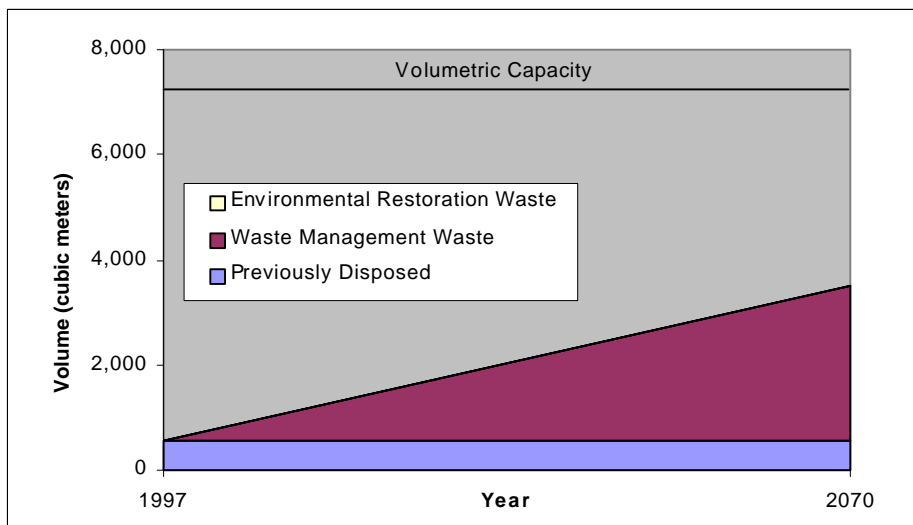 8,000
Volumetric Capacity
6,000
Environmental Restoration Waste
Waste Management Waste
Previously Disposed
4,000
2,000
0
Volume (cubic meters)
1997
Year
2070